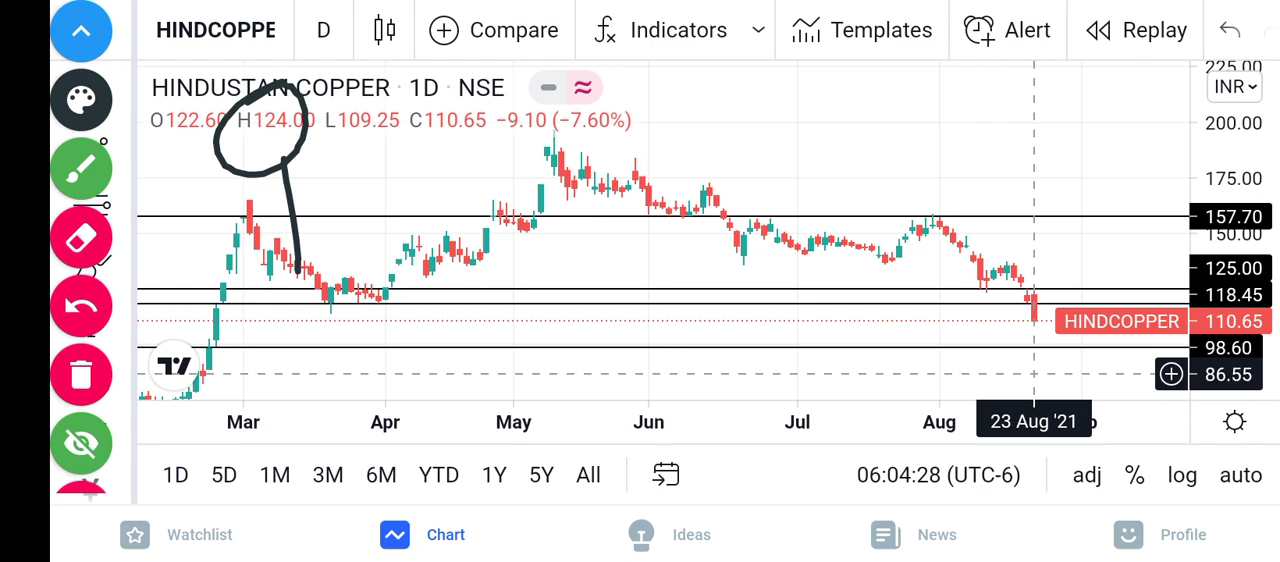 HINDCOPPE D Compare Indicators Templates Alert Replay
HINDUSTAN COPPER · 1D · NSE
O122.60 H124.00 L109.25 C110.65 −9.10 (−7.60%)
225.00
INR
200.00
175.00
157.70
150.00
125.00
118.45
HINDCOPPER 110.65
98.60
86.55
Mar Apr May Jun Jul Aug 23 Aug '21
1D 5D 1M 3M 6M YTD 1Y 5Y All 06:04:28 (UTC-6) adj % log auto
Watchlist Chart Ideas News Profile